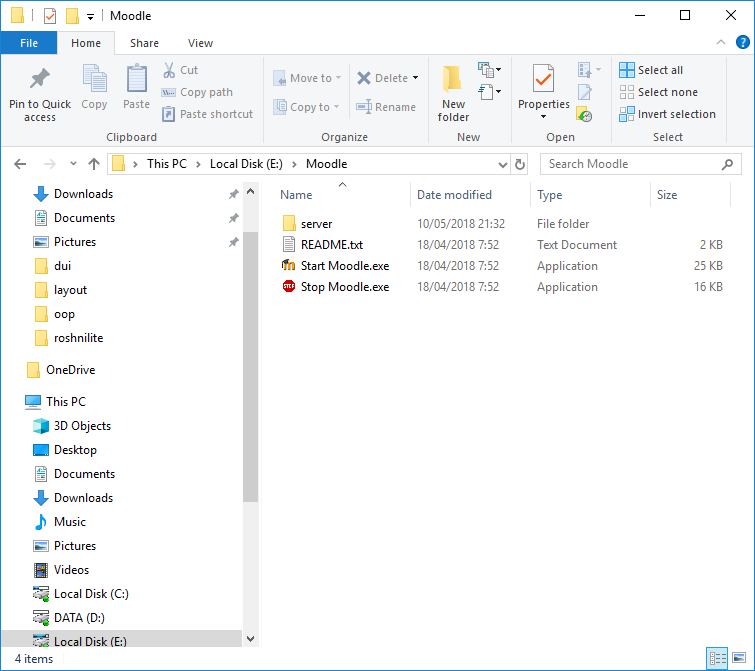 Moodle
File Home Share View
Pin to Quick access
Copy
Paste
Cut
Copy path
Paste shortcut
Clipboard
Move to
Copy to
Delete
Rename
Organize
New folder
New
Properties
Open
Select all
Select none
Invert selection
Select
This PC > Local Disk (E:) > Moodle
Search Moodle
Downloads
Documents
Pictures
dui
layout
oop
roshnilite
OneDrive
This PC
3D Objects
Desktop
Documents
Downloads
Music
Pictures
Videos
Local Disk (C:)
DATA (D:)
Local Disk (E:)
Name Date modified Type Size
server 10/05/2018 21:32 File folder
README.txt 18/04/2018 7:52 Text Document 2 KB
Start Moodle.exe 18/04/2018 7:52 Application 25 KB
STOP Stop Moodle.exe 18/04/2018 7:52 Application 16 KB
4 items